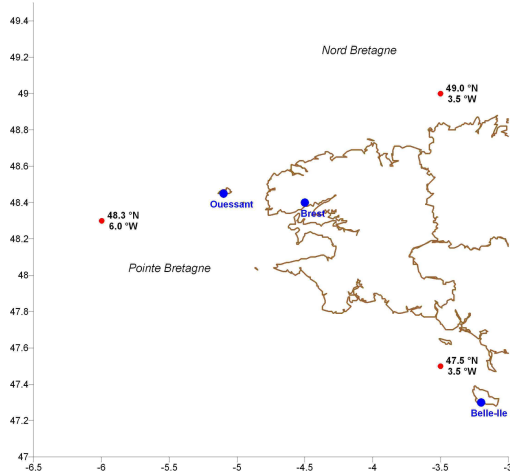 49.4
49.2
Nord Bretagne
49
49.0 °N
3.5 °W
48.8
48.6
48.4
Ouessant
Brest
48.3 °N
6.0 °W
48.2
Pointe Bretagne
48
47.8
47.6
47.5 °N
3.5 °W
47.4
Belle-Ile
47.2
47
-6.5
-6
-5.5
-5
-4.5
-4
-3.5